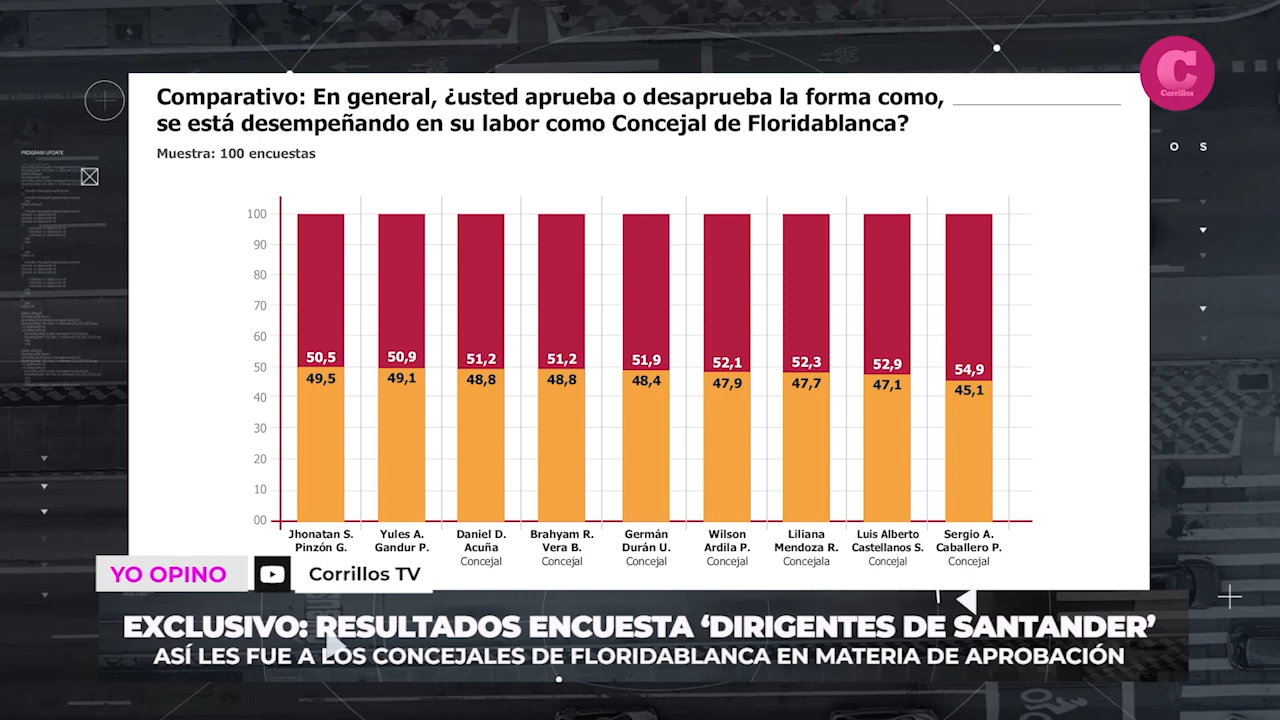 Comparativo: En general, ¿usted aprueba o desaprueba la forma como, ____________
se está desempeñando en su labor como Concejal de Floridablanca?
Muestra: 100 encuestas
Corrillos
PROGRAM UPDATE
O S
100
90
80
70
60
50
40
30
20
10
00
50,5 50,9 51,2 51,2 51,9 52,1 52,3 52,9 54,9
49,5 49,1 48,8 48,8 48,4 47,9 47,7 47,1 45,1
Jhonatan S. Yules A. Daniel D. Brahyam R. Germán Wilson Liliana Luis Alberto Sergio A.
Pinzón G. Gandur P. Acuña Vera B. Durán U. Ardila P. Mendoza R. Castellanos S. Caballero P.
Concejal Concejal Concejal Concejal Concejala Concejal Concejal
YO OPINO Corrillos TV
EXCLUSIVO: RESULTADOS ENCUESTA ‘DIRIGENTES DE SANTANDER’
ASÍ LES FUE A LOS CONCEJALES DE FLORIDABLANCA EN MATERIA DE APROBACIÓN